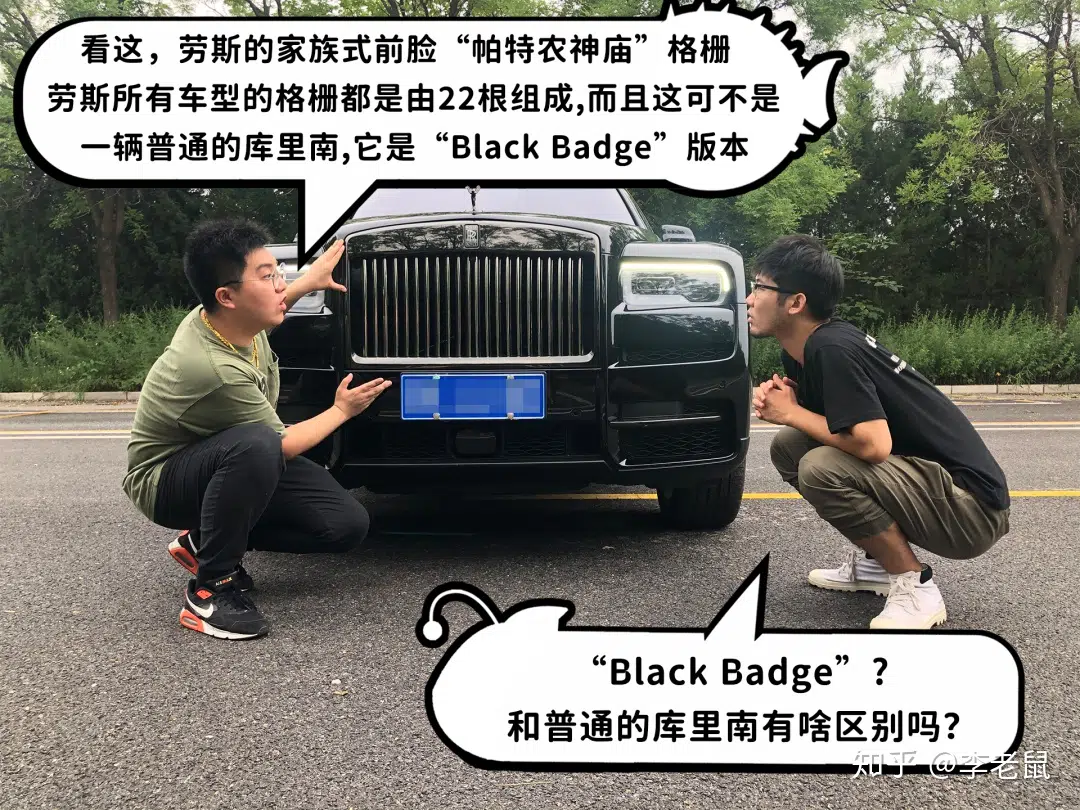 看这，劳斯的家族式前脸“帕特农神庙”格栅
劳斯所有车型的格栅都是由22根组成,而且这可不是
一辆普通的库里南,它是“Black Badge”版本
“Black Badge”?
和普通的库里南有啥区别吗？
知乎 @李老鼠